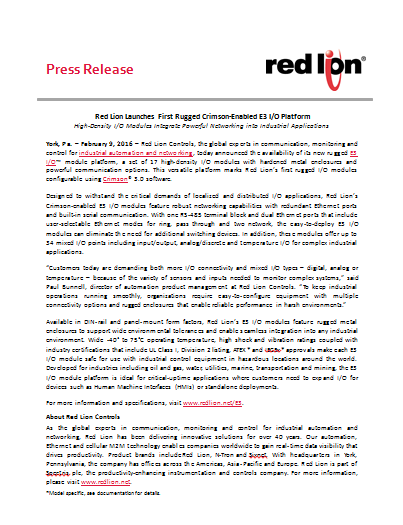 Press Release
red lion®
Red Lion Launches First Rugged Crimson-Enabled E3 I/O Platform
High-Density I/O Modules Integrate Powerful Networking into Industrial Applications
York, Pa. – February 9, 2016 – Red Lion Controls, the global experts in communication, monitoring and
control for industrial automation and networking, today announced the availability of its new rugged E3
I/O™ module platform, a set of 17 high-density I/O modules with hardened metal enclosures and
powerful communication options. This versatile platform marks Red Lion's first rugged I/O modules
configurable using Crimson® 3.0 software.
Designed to withstand the critical demands of localized and distributed I/O applications, Red Lion's
Crimson-enabled E3 I/O modules feature robust networking capabilities with redundant Ethernet ports
and built-in serial communication. With one RS-485 terminal block and dual Ethernet ports that include
user-selectable Ethernet modes for ring, pass through and two network, the easy-to-deploy E3 I/O
modules can eliminate the need for additional switching devices. In addition, these modules offer up to
34 mixed I/O points including input/output, analog/discrete and temperature I/O for complex industrial
applications.
"Customers today are demanding both more I/O connectivity and mixed I/O types – digital, analog or
temperature – because of the variety of sensors and inputs needed to monitor complex systems," said
Paul Bunnell, director of automation product management at Red Lion Controls. "To keep industrial
operations running smoothly, organizations require easy-to-configure equipment with multiple
connectivity options and rugged enclosures that enable reliable performance in harsh environments."
Available in DIN-rail and panel-mount form factors, Red Lion's E3 I/O modules feature rugged metal
enclosures to support wide environmental tolerances and enable seamless integration into any industrial
environment. Wide -40° to 75°C operating temperature, high shock and vibration ratings coupled with
industry certifications that include UL Class I, Division 2 listing, ATEX* and IECEx* approvals make each E3
I/O module safe for use with industrial control equipment in hazardous locations around the world.
Developed for industries including oil and gas, water, utilities, marine, transportation and mining, the E3
I/O module platform is ideal for critical-uptime applications where customers need to expand I/O for
devices such as Human Machine Interfaces (HMIs) or standalone deployments.
For more information and specifications, visit www.redlion.net/E3.
About Red Lion Controls
As the global experts in communication, monitoring and control for industrial automation and
networking, Red Lion has been delivering innovative solutions for over 40 years. Our automation,
Ethernet and cellular M2M technology enables companies worldwide to gain real-time data visibility that
drives productivity. Product brands include Red Lion, N-Tron and Sixnet. With headquarters in York,
Pennsylvania, the company has offices across the Americas, Asia-Pacific and Europe. Red Lion is part of
Spectris plc, the productivity-enhancing instrumentation and controls company. For more information,
please visit www.redlion.net.
*Model specific, see documentation for details.